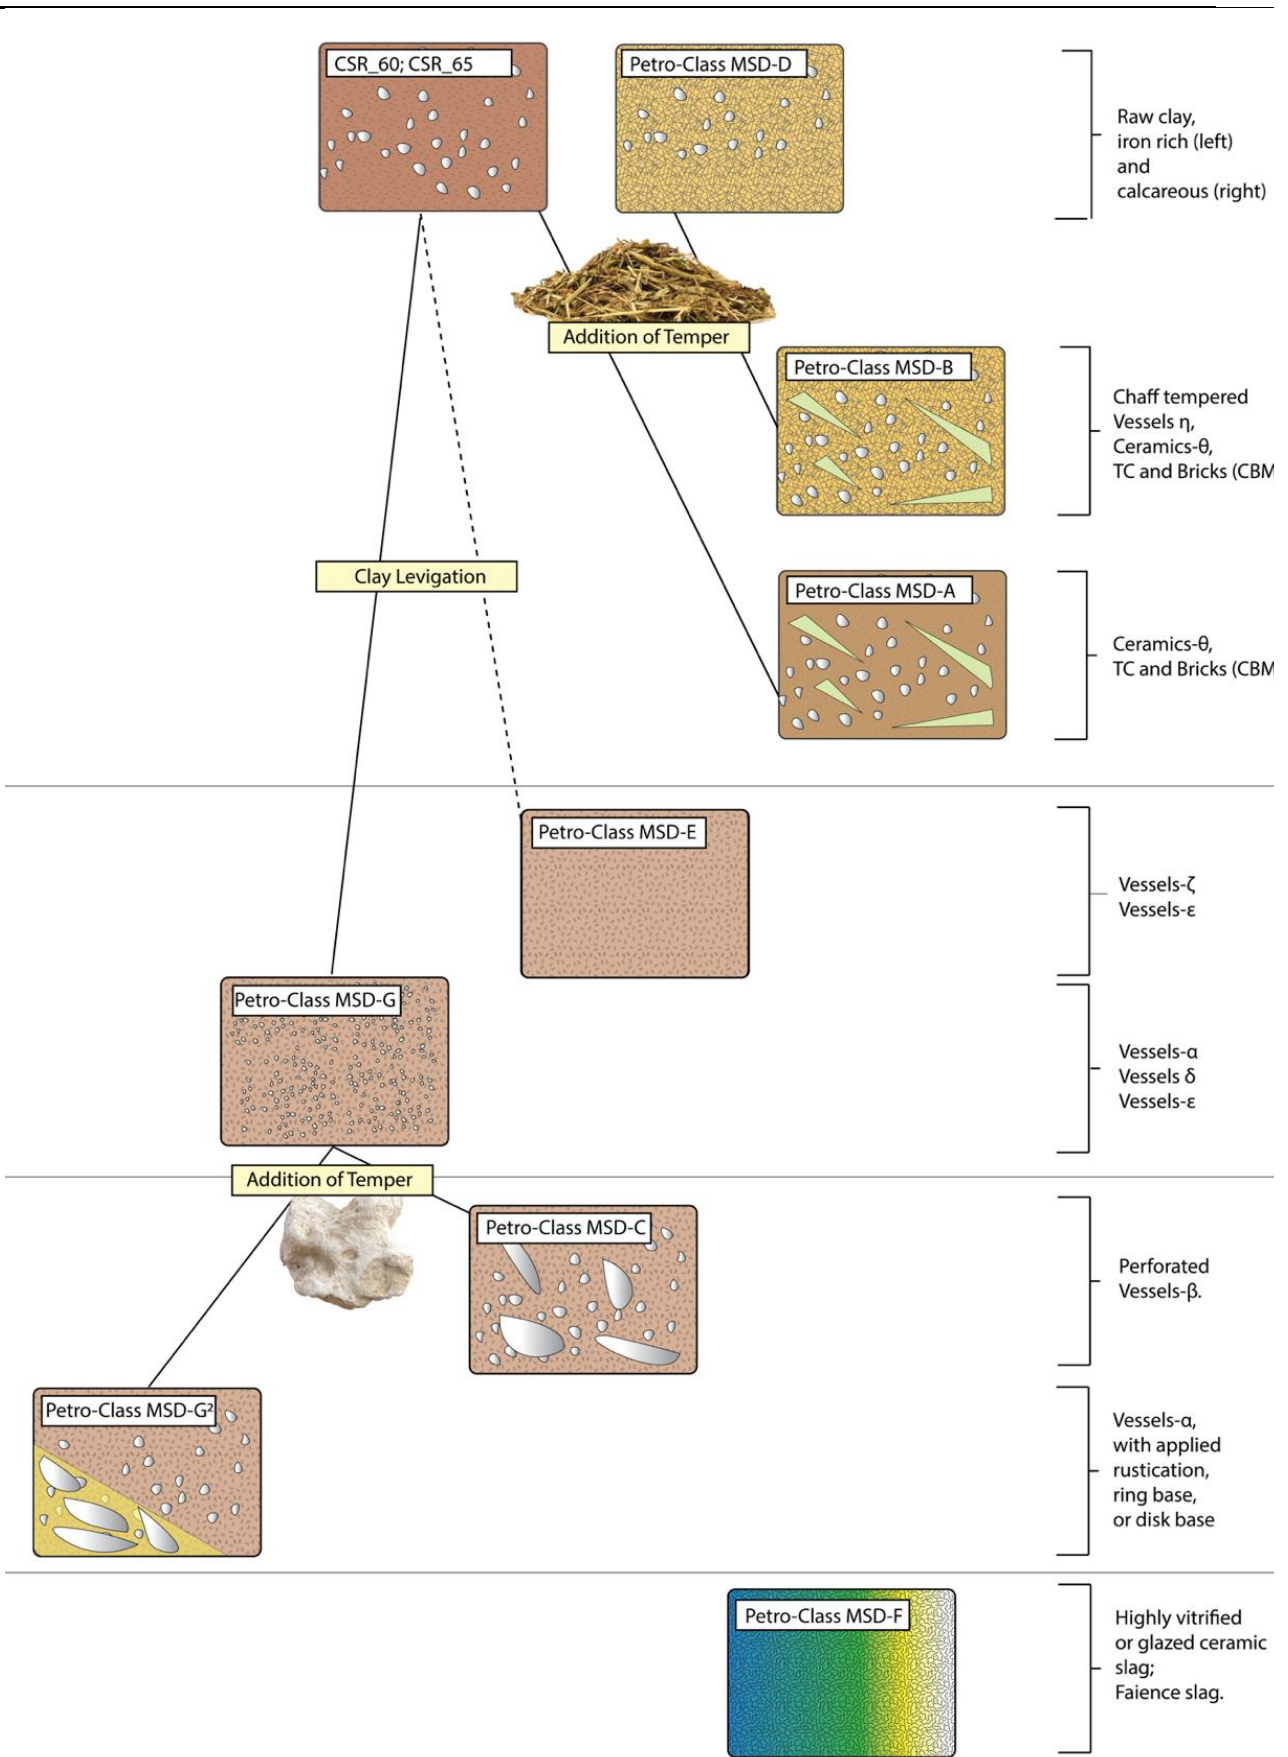 CSR_60; CSR_65
Petro-Class MSD-D
Raw clay,
iron rich (left)
and
calcareous (right)
Addition of Temper
Petro-Class MSD-B
Chaff tempered
Vessels η,
Ceramics-θ,
TC and Bricks (CBM
Clay Levigation
Petro-Class MSD-A
Ceramics-θ,
TC and Bricks (CBM
Petro-Class MSD-E
Vessels-ζ
Vessels-ε
Petro-Class MSD-G
Vessels-α
Vessels δ
Vessels-ε
Addition of Temper
Petro-Class MSD-C
Perforated
Vessels-β.
Petro-Class MSD-G²
Vessels-α,
with applied
rustication,
ring base,
or disk base
Petro-Class MSD-F
Highly vitrified
or glazed ceramic
slag;
Faience slag.